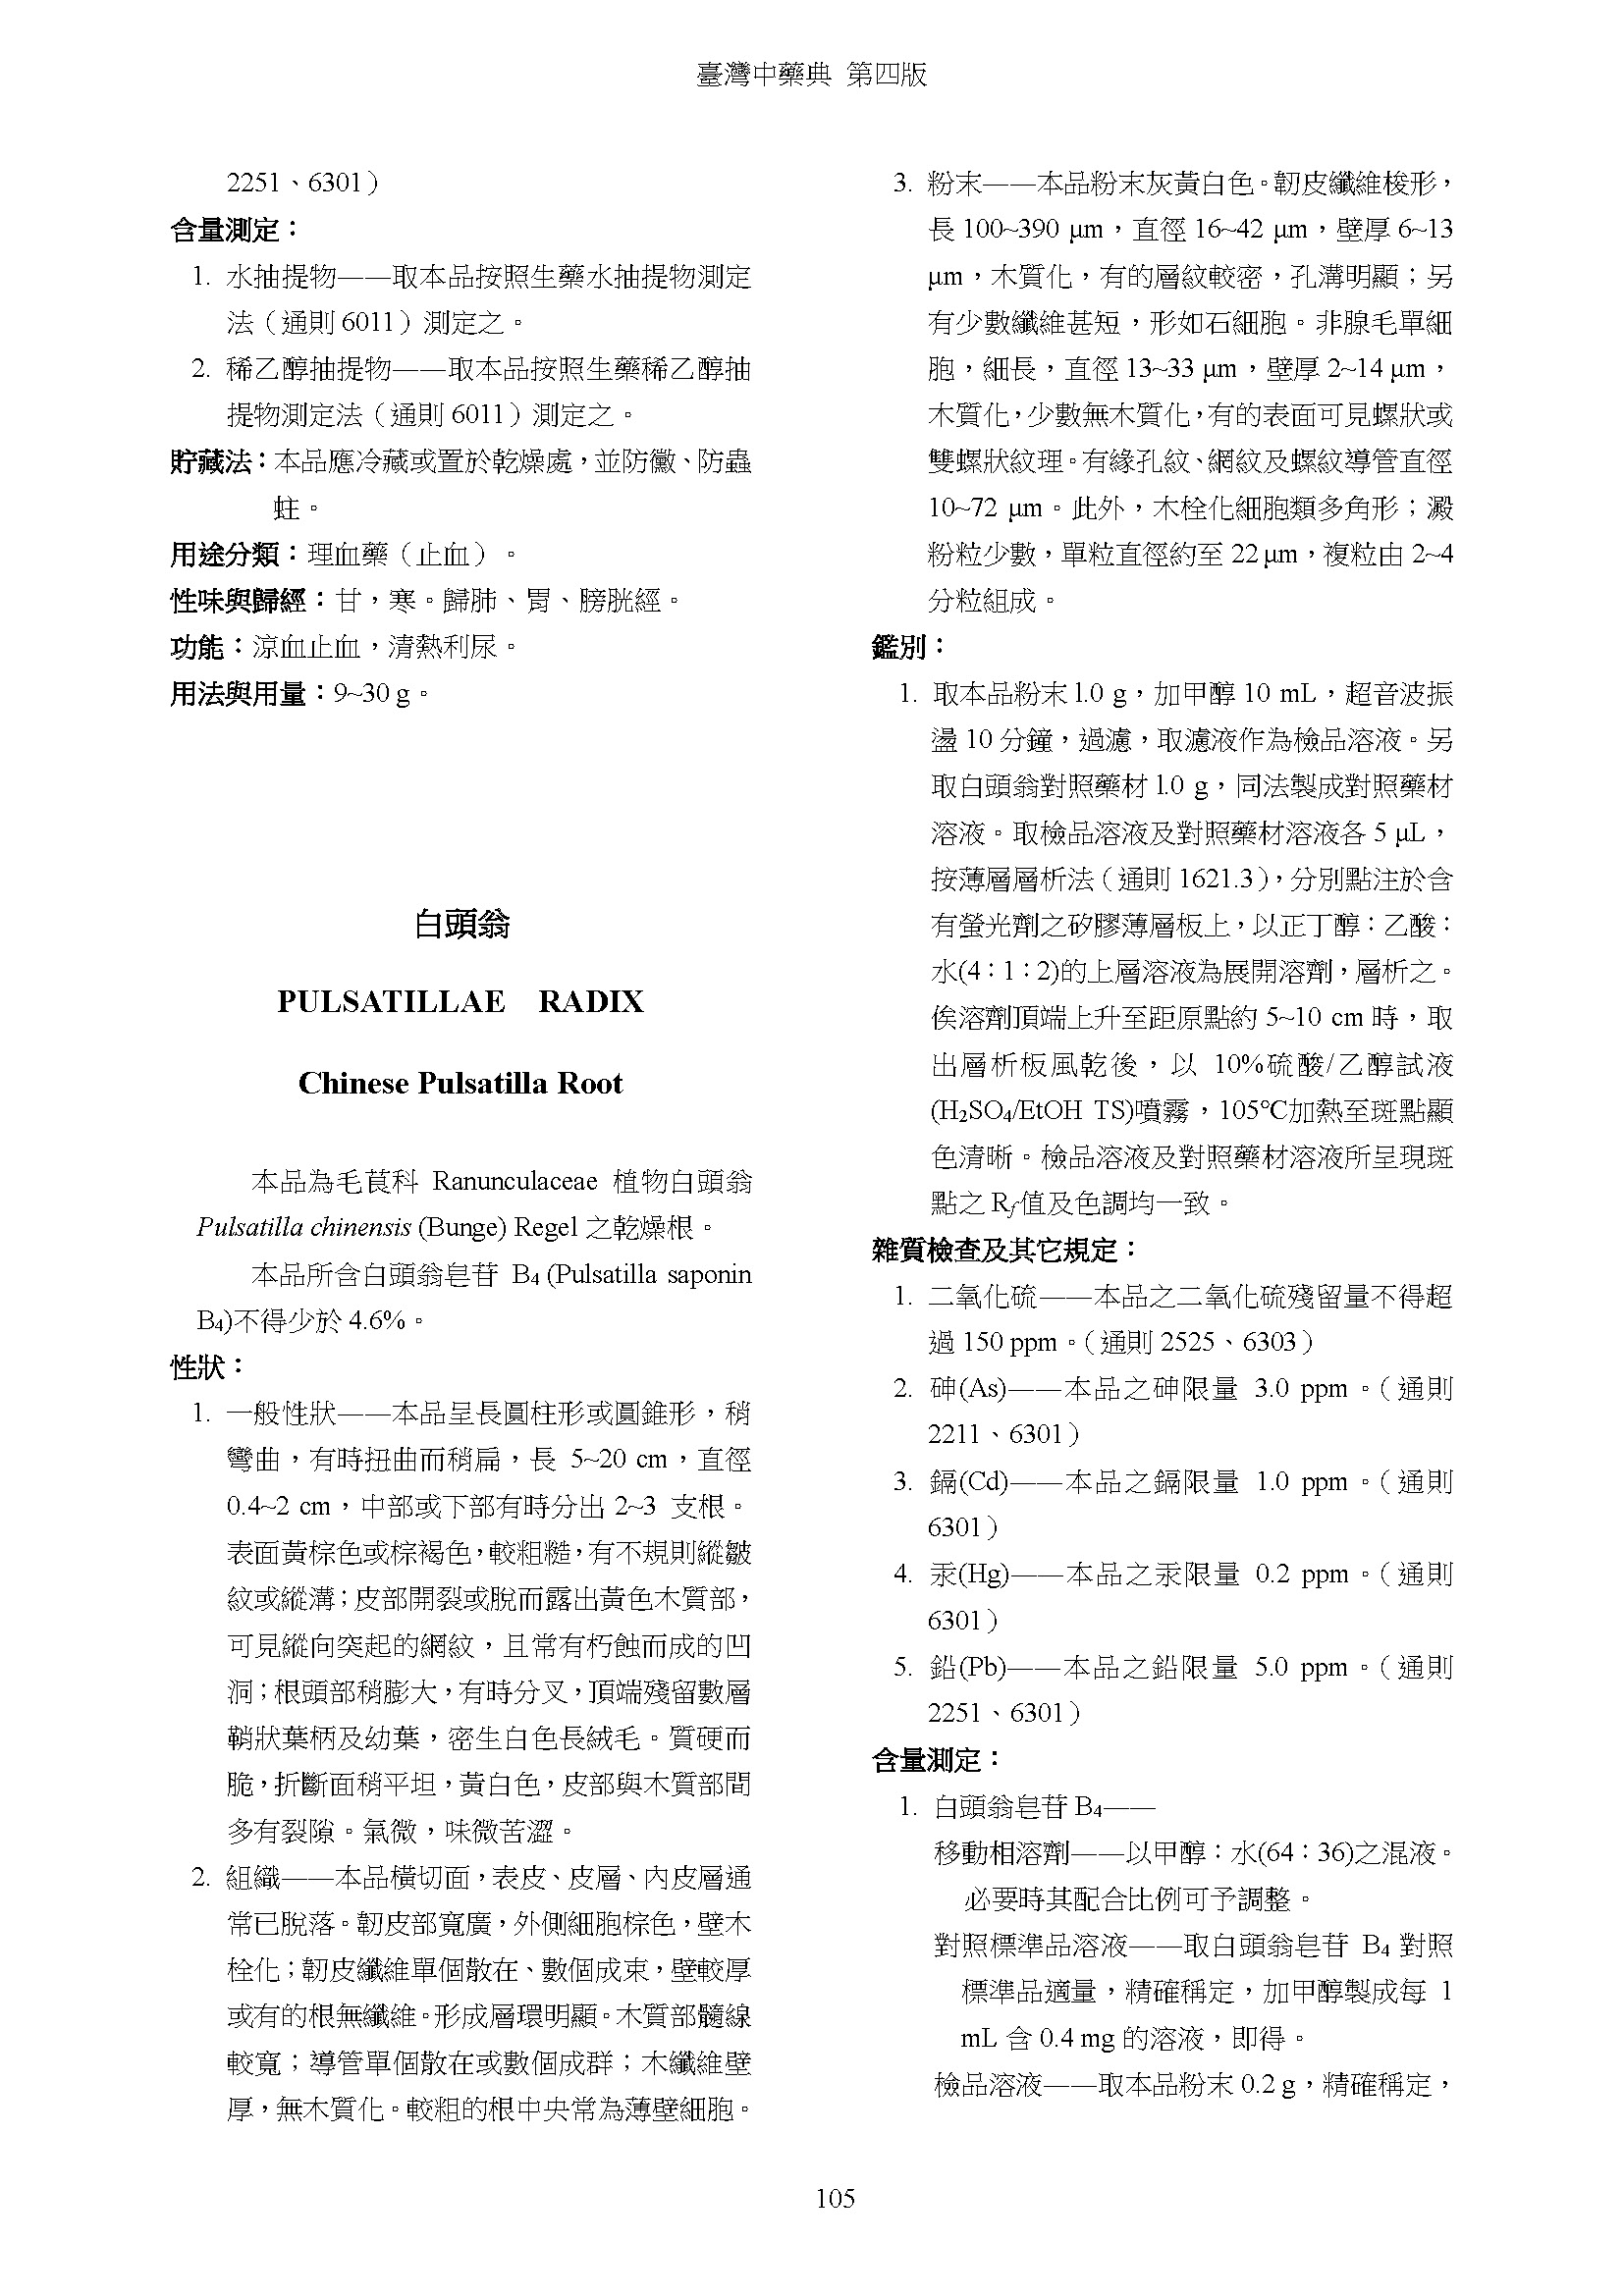 臺灣中藥典 第四版
2251、6301）
含量測定：
1. 水抽提物——取本品按照生藥水抽提物測定
法（通則 6011）測定之。
2. 稀乙醇抽提物——取本品按照生藥稀乙醇抽
提物測定法（通則 6011）測定之。
貯藏法：本品應冷藏或置於乾燥處，並防黴、防蟲
蛀。
用途分類：理血藥（止血）。
性味與歸經：甘，寒。歸肺、胃、膀胱經。
功能：涼血止血，清熱利尿。
用法與用量：9~30 g。
白頭翁
PULSATILLAE RADIX
Chinese Pulsatilla Root
本品為毛莨科 Ranunculaceae 植物白頭翁
Pulsatilla chinensis (Bunge) Regel 之乾燥根。
本品所含白頭翁皂苷 B₄ (Pulsatilla saponin
B₄)不得少於 4.6%。
性狀：
1. 一般性狀——本品呈長圓柱形或圓錐形，稍
彎曲，有時扭曲而稍扁，長 5~20 cm，直徑
0.4~2 cm，中部或下部有時分出 2~3 支根。
表面黃棕色或棕褐色，較粗糙，有不規則縱皺
紋或縱溝；皮部開裂或脫而露出黃色木質部，
可見縱向突起的網紋，且常有朽蝕而成的凹
洞；根頭部稍膨大，有時分叉，頂端殘留數層
鞘狀葉柄及幼葉，密生白色長絨毛。質硬而
脆，折斷面稍平坦，黃白色，皮部與木質部間
多有裂隙。氣微，味微苦澀。
2. 組織——本品橫切面，表皮、皮層、內皮層通
常已脫落。韌皮部寬廣，外側細胞棕色，壁木
栓化；韌皮纖維單個散在、數個成束，壁較厚
或有的根無纖維。形成層環明顯。木質部髓線
較寬；導管單個散在或數個成群；木纖維壁
厚，無木質化。較粗的根中央常為薄壁細胞。
3. 粉末——本品粉末灰黃白色。韌皮纖維梭形，
長 100~390 μm，直徑 16~42 μm，壁厚 6~13
μm，木質化，有的層紋較密，孔溝明顯；另
有少數纖維甚短，形如石細胞。非腺毛單細
胞，細長，直徑 13~33 μm，壁厚 2~14 μm，
木質化，少數無木質化，有的表面可見螺狀或
雙螺狀紋理。有緣孔紋、網紋及螺紋導管直徑
10~72 μm。此外，木栓化細胞類多角形；澱
粉粒少數，單粒直徑約至 22 μm，複粒由 2~4
分粒組成。
鑑別：
1. 取本品粉末 1.0 g，加甲醇 10 mL，超音波振
盪 10 分鐘，過濾，取濾液作為檢品溶液。另
取白頭翁對照藥材 1.0 g，同法製成對照藥材
溶液。取檢品溶液及對照藥材溶液各 5 μL，
按薄層層析法（通則 1621.3），分別點注於含
有螢光劑之矽膠薄層板上，以正丁醇：乙酸：
水(4：1：2)的上層溶液為展開溶劑，層析之。
俟溶劑頂端上升至距原點約 5~10 cm 時，取
出層析板風乾後，以 10%硫酸/乙醇試液
(H₂SO₄/EtOH TS)噴霧，105℃加熱至斑點顯
色清晰。檢品溶液及對照藥材溶液所呈現斑
點之 Rf值及色調均一致。
雜質檢查及其它規定：
1. 二氧化硫——本品之二氧化硫殘留量不得超
過 150 ppm。（通則 2525、6303）
2. 砷(As)——本品之砷限量 3.0 ppm。（通則
2211、6301）
3. 鎘(Cd)——本品之鎘限量 1.0 ppm。（通則
6301）
4. 汞(Hg)——本品之汞限量 0.2 ppm。（通則
6301）
5. 鉛(Pb)——本品之鉛限量 5.0 ppm。（通則
2251、6301）
含量測定：
1. 白頭翁皂苷 B₄——
移動相溶劑——以甲醇：水(64：36)之混液。
必要時其配合比例可予調整。
對照標準品溶液——取白頭翁皂苷 B₄ 對照
標準品適量，精確稱定，加甲醇製成每 1
mL 含 0.4 mg 的溶液，即得。
檢品溶液——取本品粉末 0.2 g，精確稱定，
105